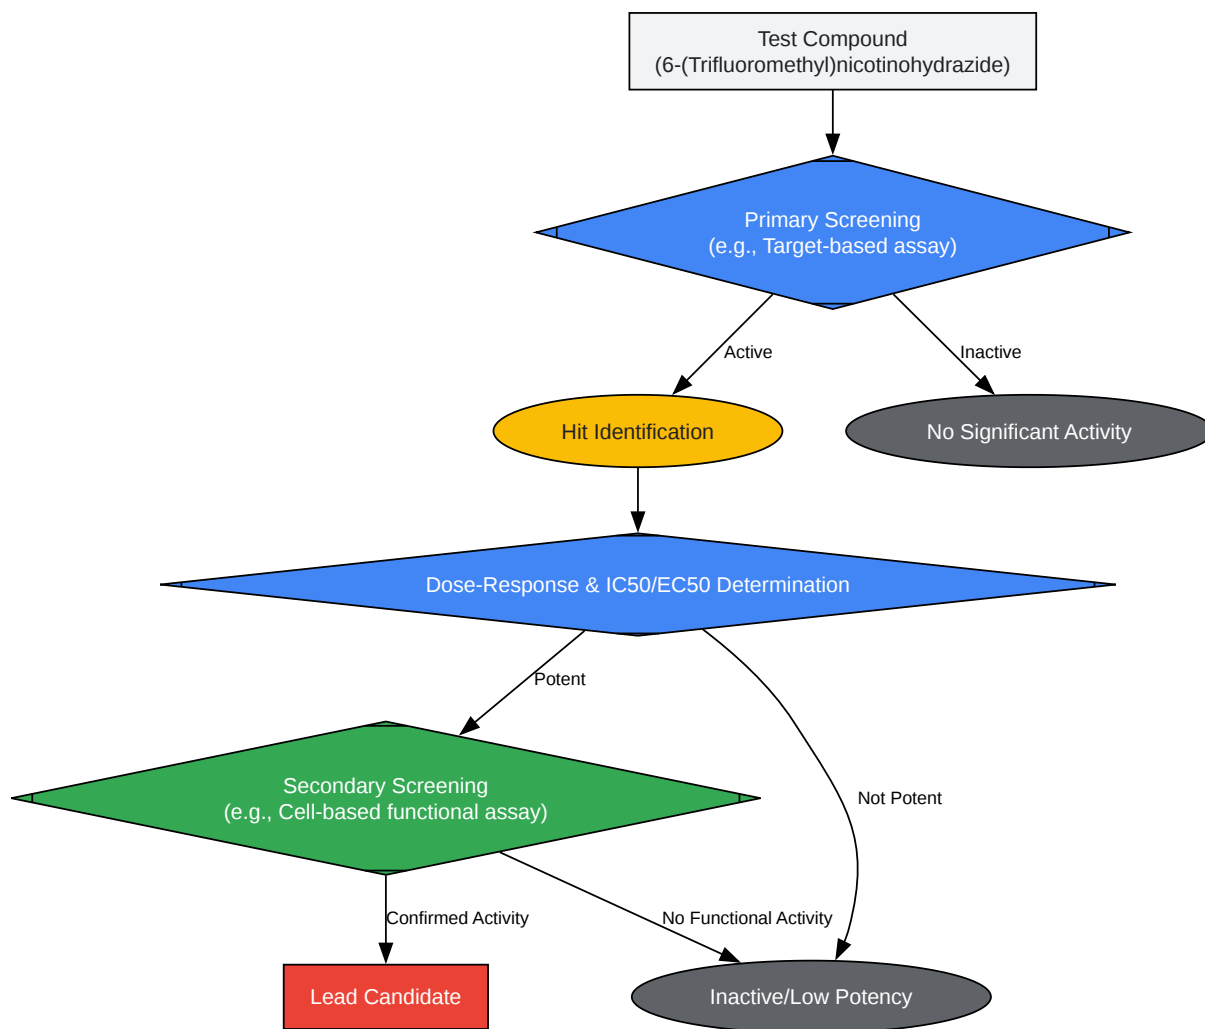 Test Compound
(6-(Trifluoromethyl)nicotinohydrazide)
Primary Screening
(e.g., Target-based assay)
Active
Inactive
Hit Identification
No Significant Activity
Dose-Response & IC50/EC50 Determination
Potent
Not Potent
Secondary Screening
(e.g., Cell-based functional assay)
Confirmed Activity
No Functional Activity
Lead Candidate
Inactive/Low Potency